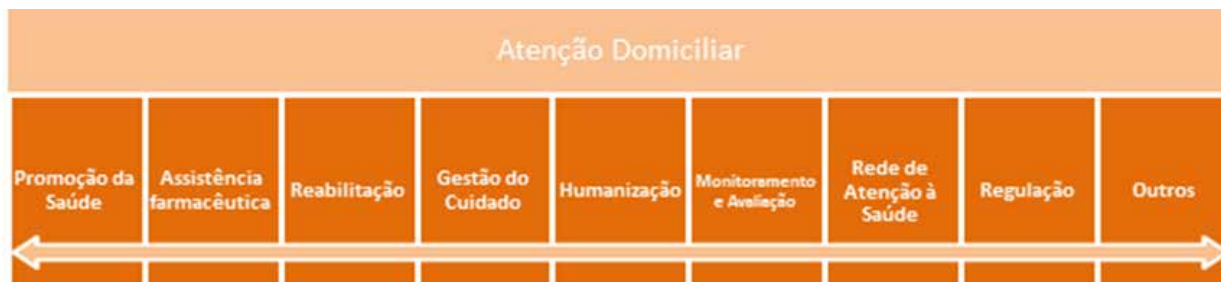 Atenção Domiciliar
Promoção da
Saúde
Assistência
farmacêutica
Reabilitação
Gestão do
Cuidado
Humanização
Monitoramento
e Avaliação
Rede de
Atenção à
Saúde
Regulação
Outros